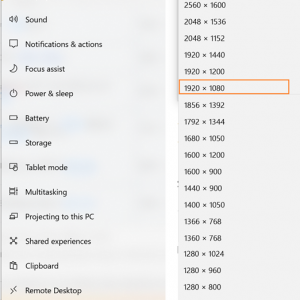 Sound
Notifications & actions
Focus assist
Power & sleep
Battery
Storage
Tablet mode
Multitasking
Projecting to this PC
Shared experiences
Clipboard
Remote Desktop
2560 × 1600
2048 × 1536
2048 × 1152
1920 × 1440
1920 × 1200
1920 × 1080
1856 × 1392
1792 × 1344
1680 × 1050
1600 × 1200
1600 × 900
1440 × 900
1400 × 1050
1366 × 768
1360 × 768
1280 × 1024
1280 × 960
1280 × 800